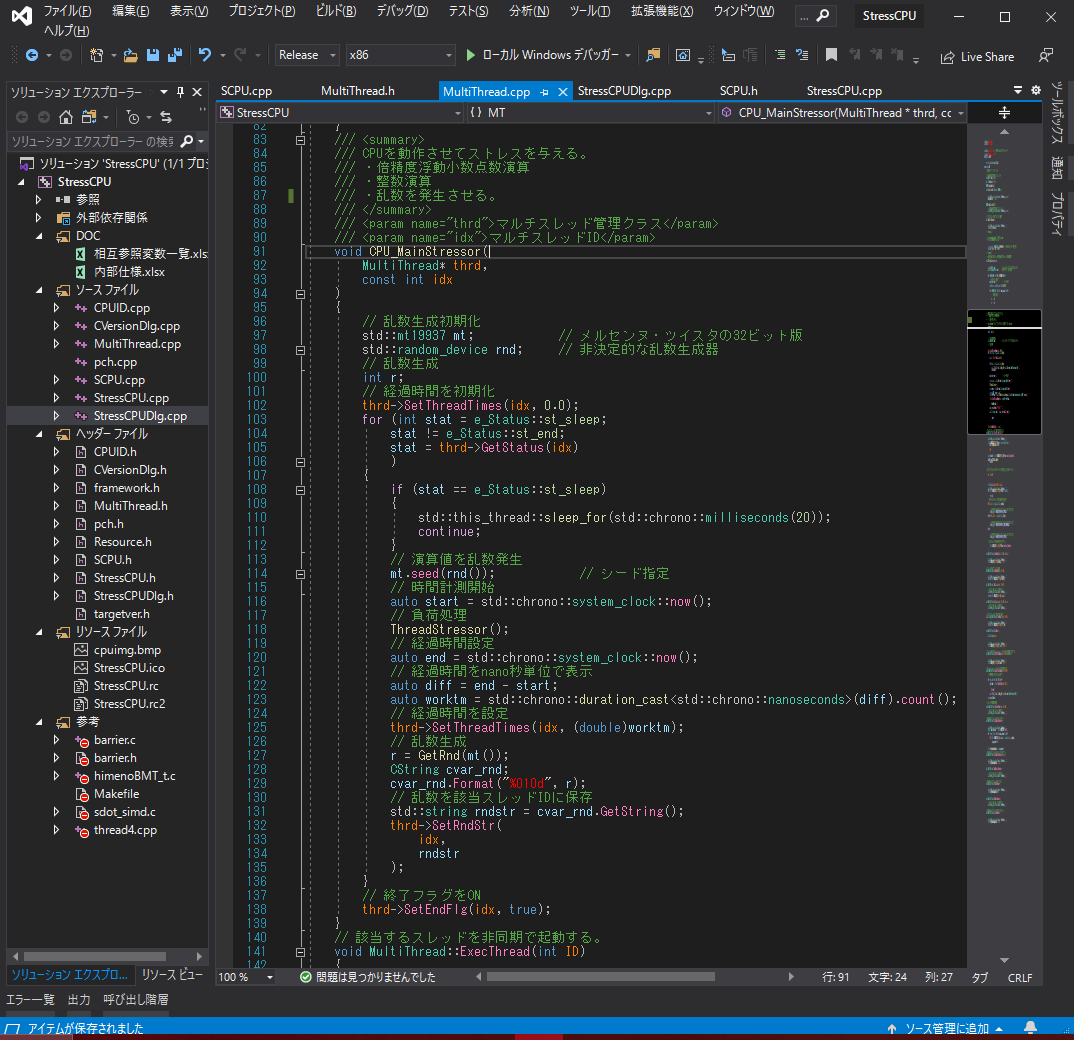 ファイル(F) 編集(E) 表示(V) プロジェクト(P) ビルド(B) デバッグ(D) テスト(S) 分析(N) ツール(T) 拡張機能(X) ウィンドウ(W) ... StressCPU
ヘルプ(H)
Release x86 ローカル Windows デバッガー Live Share
ソリューション エクスプローラー
ソリューション エクスプローラー の検索
ソリューション 'StressCPU' (1/1 プロ
StressCPU
参照
外部依存関係
DOC
相互参照変数一覧.xls
内部仕様.xlsx
ソース ファイル
CPUID.cpp
CVersionDlg.cpp
MultiThread.cpp
pch.cpp
SCPU.cpp
StressCPU.cpp
StressCPUDlg.cpp
ヘッダー ファイル
CPUID.h
CVersionDlg.h
framework.h
MultiThread.h
pch.h
Resource.h
SCPU.h
StressCPU.h
StressCPUDlg.h
targetver.h
リソース ファイル
cpuimg.bmp
StressCPU.ico
StressCPU.rc
StressCPU.rc2
参考
barrier.c
barrier.h
himenoBMT_t.c
Makefile
sdot_simd.c
thread4.cpp
ソリューション エクスプロ... リソース ビュー
SCPU.cpp MultiThread.h MultiThread.cpp StressCPUDlg.cpp SCPU.h StressCPU.cpp
StressCPU { } MT CPU_MainStressor(MultiThread * thrd, cc
82 }
83 /// <summary>
84 /// CPUを動作させてストレスを与える。
85 /// ・倍精度浮動小数点数演算
86 /// ・整数演算
87 /// ・乱数を発生させる。
88 /// </summary>
89 /// <param name="thrd">マルチスレッド管理クラス</param>
90 /// <param name="idx">マルチスレッドID</param>
91 void CPU_MainStressor(
92 MultiThread* thrd,
93 const int idx
94 )
95 {
96 // 乱数生成初期化
97 std::mt19937 mt; // メルセンヌ・ツイスタの32ビット版
98 std::random_device rnd; // 非決定的な乱数生成器
99 // 乱数生成
100 int r;
101 // 経過時間を初期化
102 thrd->SetThreadTimes(idx, 0.0);
103 for (int stat = e_Status::st_sleep;
104 stat != e_Status::st_end;
105 stat = thrd->GetStatus(idx)
106 )
107 {
108 if (stat == e_Status::st_sleep)
109 {
110 std::this_thread::sleep_for(std::chrono::milliseconds(20));
111 continue;
112 }
113 // 演算値を乱数発生
114 mt.seed(rnd()); // シード指定
115 // 時間計測開始
116 auto start = std::chrono::system_clock::now();
117 // 負荷処理
118 ThreadStressor();
119 // 経過時間設定
120 auto end = std::chrono::system_clock::now();
121 // 経過時間をnano秒単位で表示
122 auto diff = end - start;
123 auto worktm = std::chrono::duration_cast<std::chrono::nanoseconds>(diff).count();
124 // 経過時間を設定
125 thrd->SetThreadTimes(idx, (double)worktm);
126 // 乱数生成
127 r = GetRnd(mt());
128 CString cvar_rnd;
129 cvar_rnd.Format("%010d", r);
130 // 乱数を該当スレッドIDに保存
131 std::string rndstr = cvar_rnd.GetString();
132 thrd->SetRndStr(
133 idx,
134 rndstr
135 );
136 }
137 // 終了フラグをON
138 thrd->SetEndFlg(idx, true);
139 }
140 // 該当するスレッドを非同期で起動する。
141 void MultiThread::ExecThread(int ID)
142 {
100 % 問題は見つかりませんでした 行: 91 文字: 24 列: 27 タブ CRLF
ツールボックス
通知
プロパティ
エラー一覧 出力 呼び出し階層
アイテムが保存されました ソース管理に追加